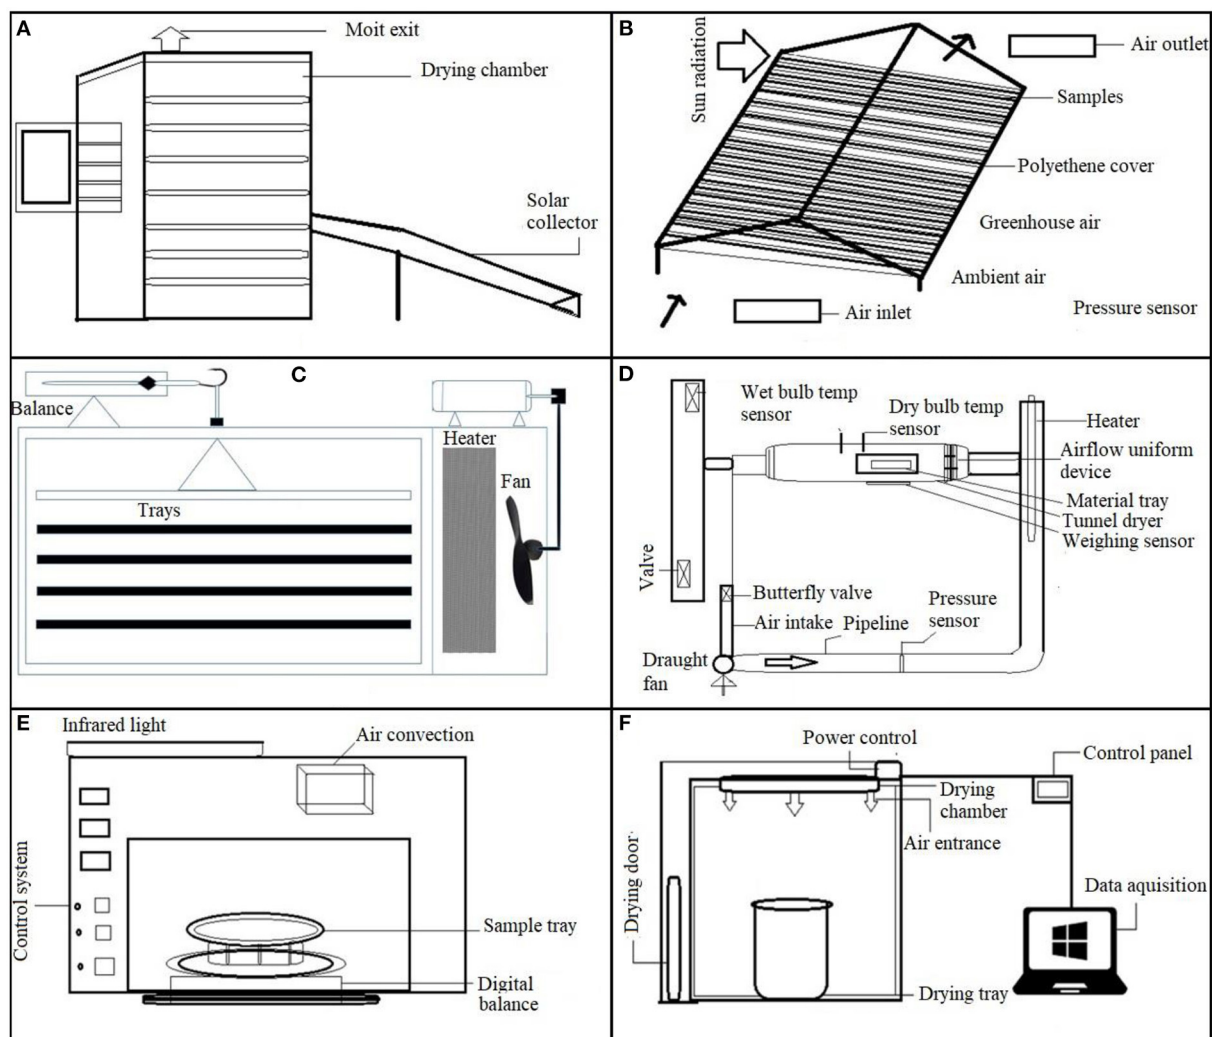 A
Moit exit
Drying chamber
Solar
collector
B
Sun radiation
Air outlet
Samples
Polyethene cover
Greenhouse air
Ambient air
Air inlet
Pressure sensor
C
Balance
Heater
Fan
Trays
D
Wet bulb temp
sensor
Dry bulb temp
sensor
Heater
Airflow uniform
device
Material tray
Tunnel dryer
Weighing sensor
Valve
Butterfly valve
Air intake
Pipeline
Pressure
sensor
Draught
fan
E
Infrared light
Air convection
Control system
Sample tray
Digital
balance
F
Power control
Control panel
Drying
chamber
Air entrance
Drying door
Data aquisition
Drying tray